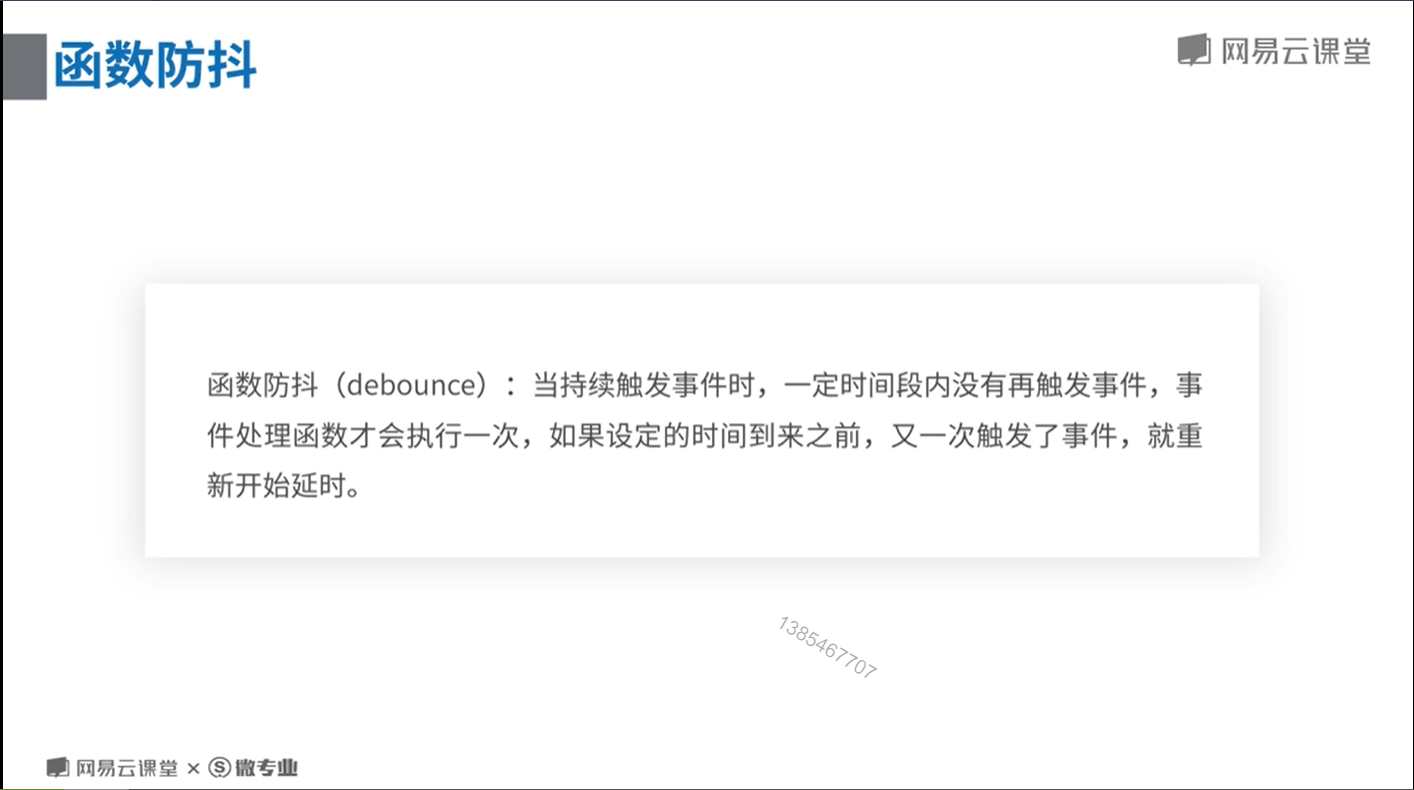 函数防抖
网易云课堂
函数防抖（debounce）：当持续触发事件时，一定时间段内没有再触发事件，事
件处理函数才会执行一次，如果设定的时间到来之前，又一次触发了事件，就重
新开始延时。
1385467707
网易云课堂 × Ⓢ微专业